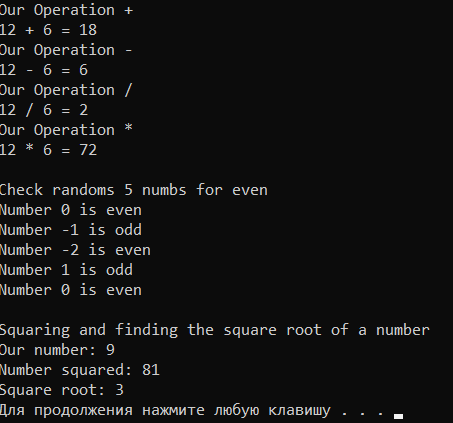 Our Operation +
12 + 6 = 18
Our Operation -
12 - 6 = 6
Our Operation /
12 / 6 = 2
Our Operation *
12 * 6 = 72
Check randoms 5 numbs for even
Number 0 is even
Number -1 is odd
Number -2 is even
Number 1 is odd
Number 0 is even
Squaring and finding the square root of a number
Our number: 9
Number squared: 81
Square root: 3
Для продолжения нажмите любую клавишу . . .